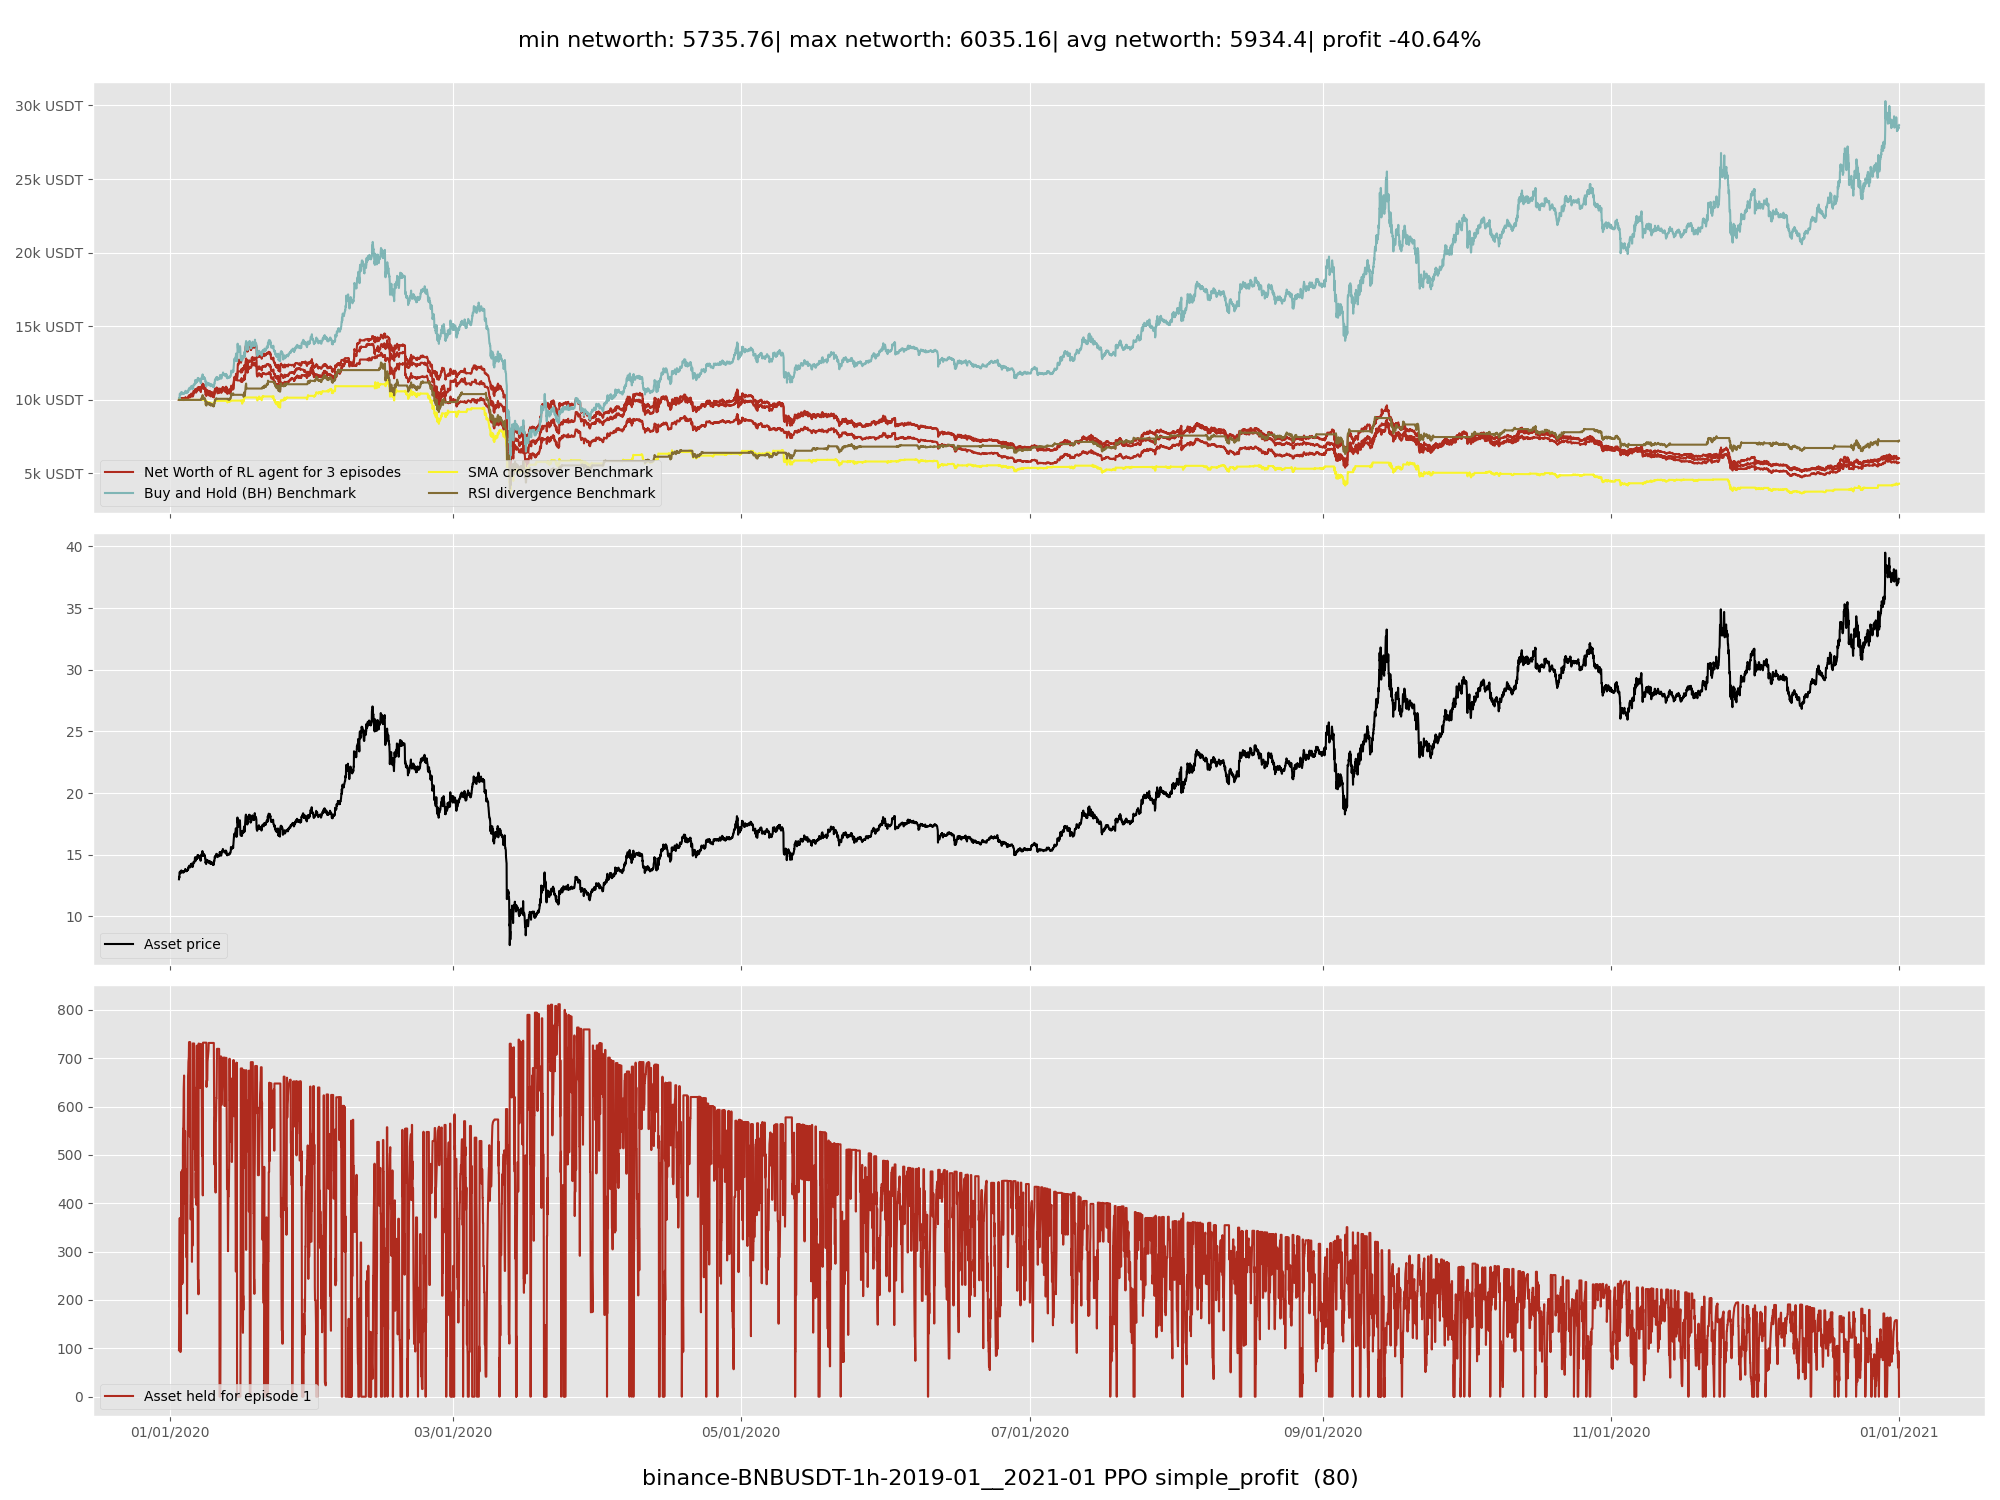 min networth: 5735.76| max networth: 6035.16| avg networth: 5934.4| profit -40.64%
30k USDT
25k USDT
20k USDT
15k USDT
10k USDT
5k USDT
Net Worth of RL agent for 3 episodes
Buy and Hold (BH) Benchmark
SMA crossover Benchmark
RSI divergence Benchmark
40
35
30
25
20
15
10
Asset price
800
700
600
500
400
300
200
100
0
Asset held for episode 1
01/01/2020 03/01/2020 05/01/2020 07/01/2020 09/01/2020 11/01/2020 01/01/2021
binance-BNBUSDT-1h-2019-01__2021-01 PPO simple_profit (80)